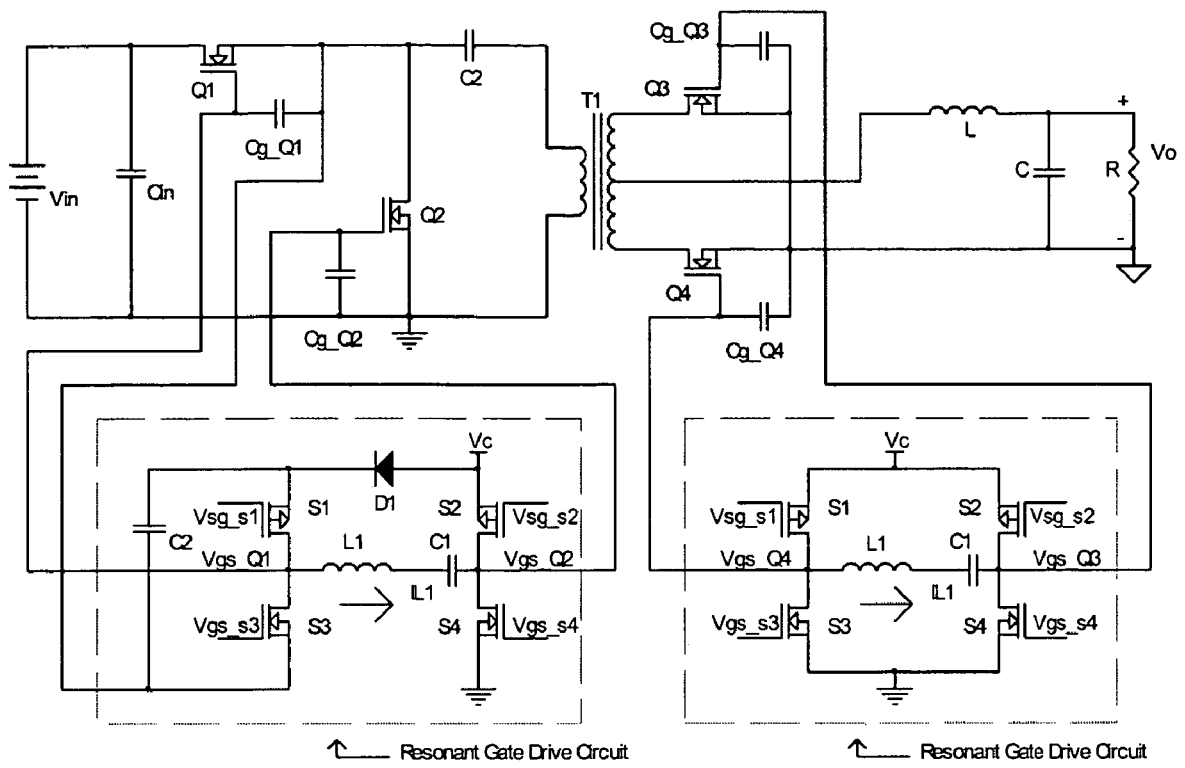 Cg_Q3
Q1
C2
Q3
T1
Cg_Q1
L
+
Vo
Vin
Cin
Q2
C
R
-
Q4
Cg_Q2
Cg_Q4
Vc
Vc
S1
D1
S2
S1
S2
Vsg_s1
Vsg_s2
Vsg_s1
Vsg_s2
C2
L1
C1
L1
C1
Vgs_Q1
Vgs_Q2
Vgs_Q4
Vgs_Q3
IL1
IL1
Vgs_s3
S3
S4
Vgs_s4
Vgs_s3
S3
S4
Vgs_s4
Resonant Gate Drive Circuit
Resonant Gate Drive Circuit